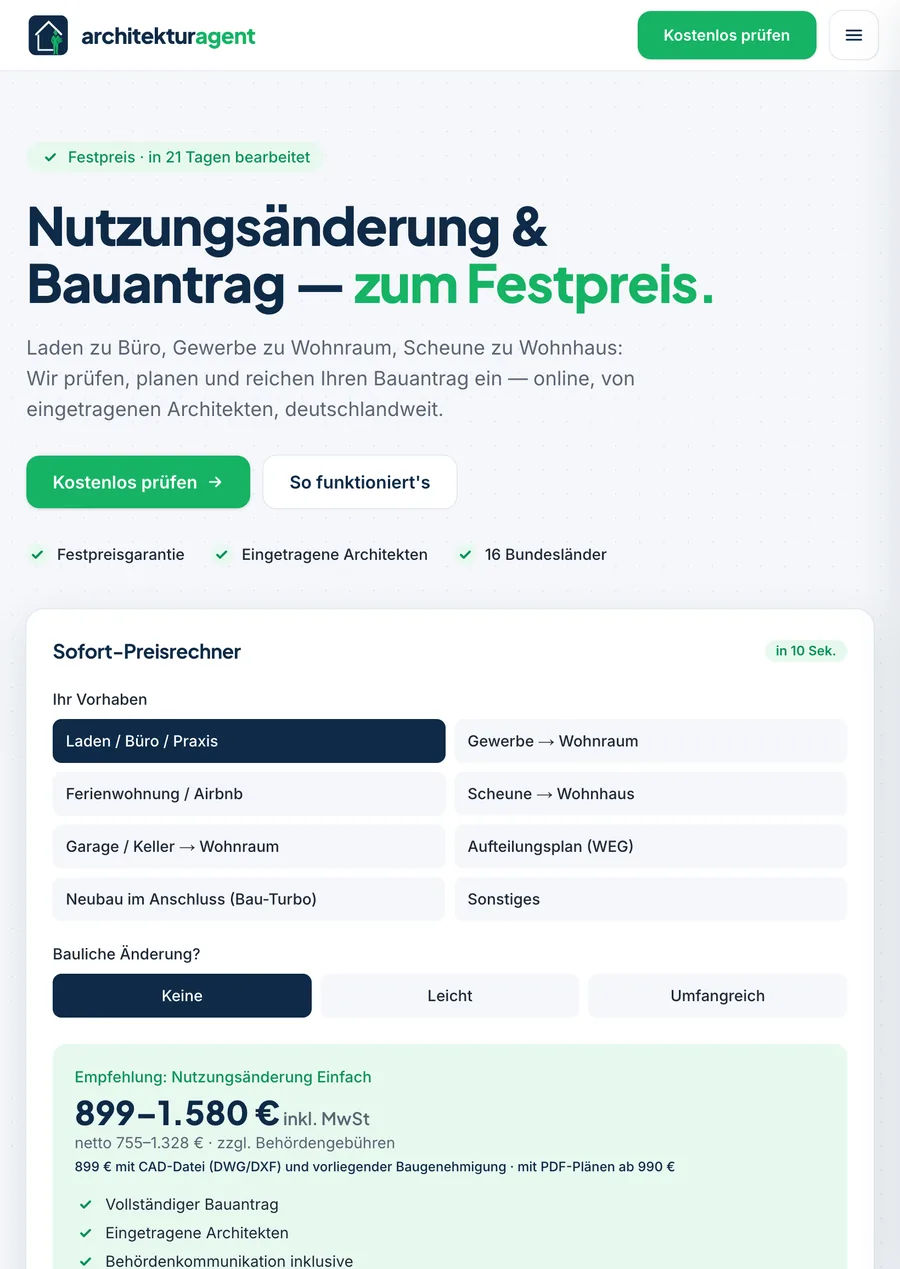 architekturagent
Kostenlos prüfen
Festpreis · in 21 Tagen bearbeitet
Nutzungsänderung &
Bauantrag — zum Festpreis.
Laden zu Büro, Gewerbe zu Wohnraum, Scheune zu Wohnhaus:
Wir prüfen, planen und reichen Ihren Bauantrag ein — online, von
eingetragenen Architekten, deutschlandweit.
Kostenlos prüfen →
So funktioniert's
Festpreisgarantie
Eingetragene Architekten
16 Bundesländer
Sofort-Preisrechner
in 10 Sek.
Ihr Vorhaben
Laden / Büro / Praxis
Gewerbe → Wohnraum
Ferienwohnung / Airbnb
Scheune → Wohnhaus
Garage / Keller → Wohnraum
Aufteilungsplan (WEG)
Neubau im Anschluss (Bau-Turbo)
Sonstiges
Bauliche Änderung?
Keine
Leicht
Umfangreich
Empfehlung: Nutzungsänderung Einfach
899–1.580 € inkl. MwSt
netto 755–1.328 € · zzgl. Behördengebühren
899 € mit CAD-Datei (DWG/DXF) und vorliegender Baugenehmigung · mit PDF-Plänen ab 990 €
Vollständiger Bauantrag
Eingetragene Architekten
Behördenkommunikation inklusive